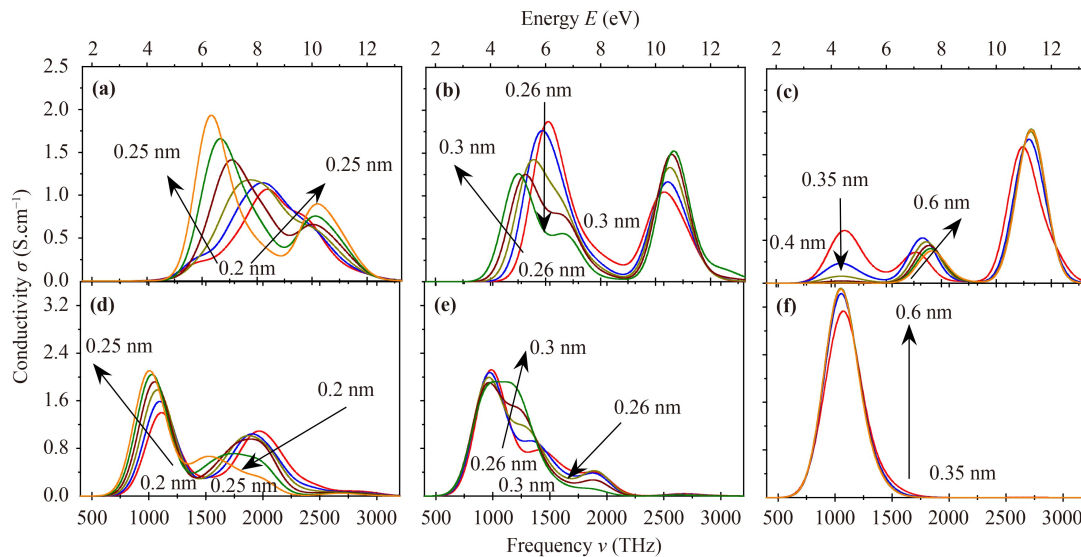 Energy E (eV)
2 4 6 8 10 12 2 4 6 8 10 12 2 4 6 8 10 12
Conductivity σ (S.cm⁻¹)
2.5
2.0
1.5
1.0
0.5
0.0
(a)
0.25 nm
0.25 nm
0.2 nm
(b)
0.26 nm
0.3 nm
0.3 nm
0.26 nm
(c)
0.35 nm
0.6 nm
0.4 nm
3.2
2.4
1.6
0.8
0.0
(d)
0.25 nm
0.2 nm
0.2 nm
0.25 nm
(e)
0.3 nm
0.26 nm
0.26 nm
0.3 nm
(f)
0.6 nm
0.35 nm
500 1000 1500 2000 2500 3000 500 1000 1500 2000 2500 3000 500 1000 1500 2000 2500 3000
Frequency ν (THz)